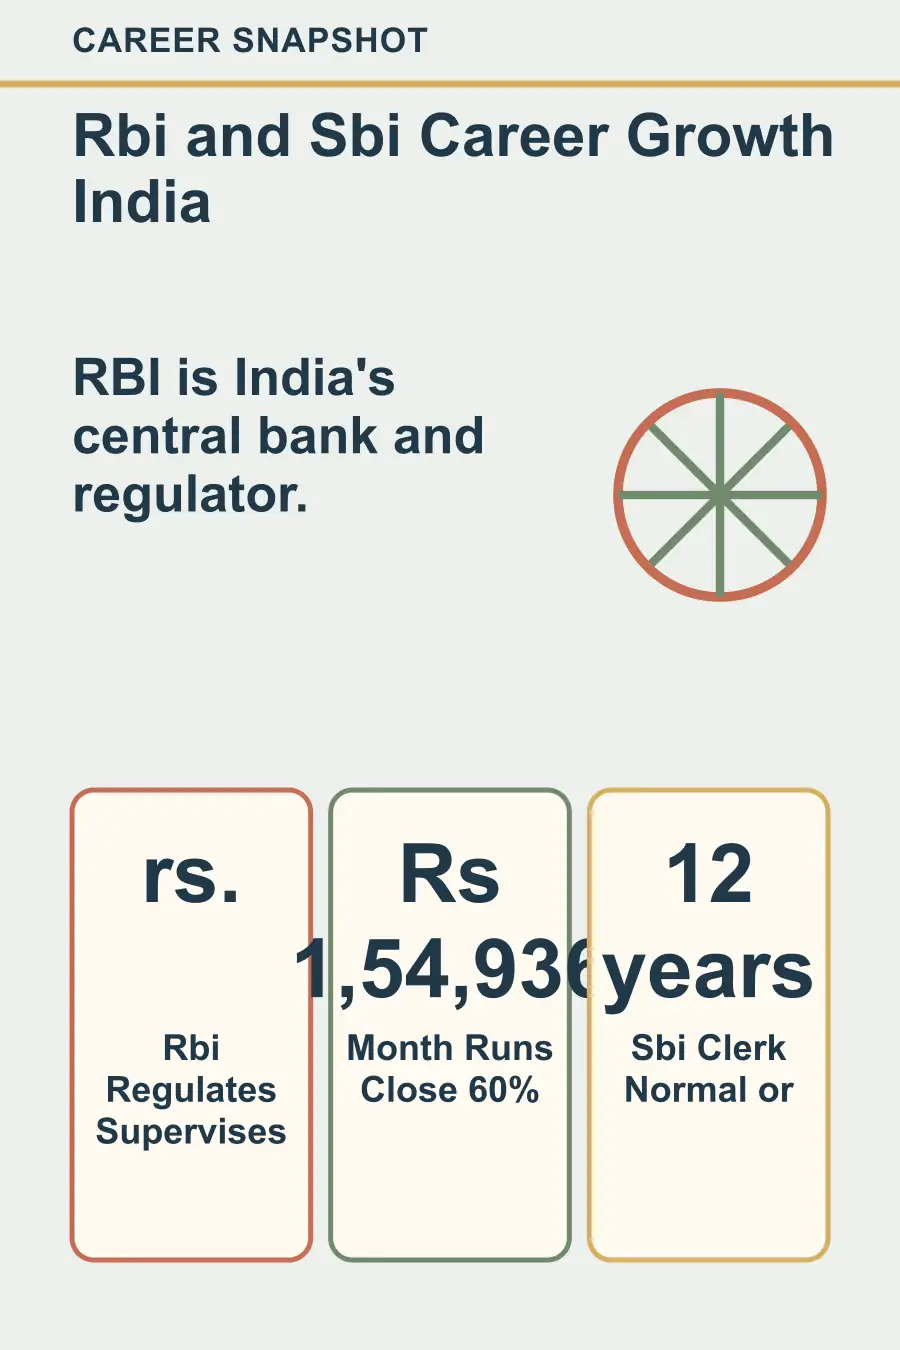 CAREER SNAPSHOT
Rbi and Sbi Career Growth
India
RBI is India's
central bank and
regulator.
rs.
Rbi
Regulates
Supervises
Rs
1,54,936
Month Runs
Close 60%
12
years
Sbi Clerk
Normal or